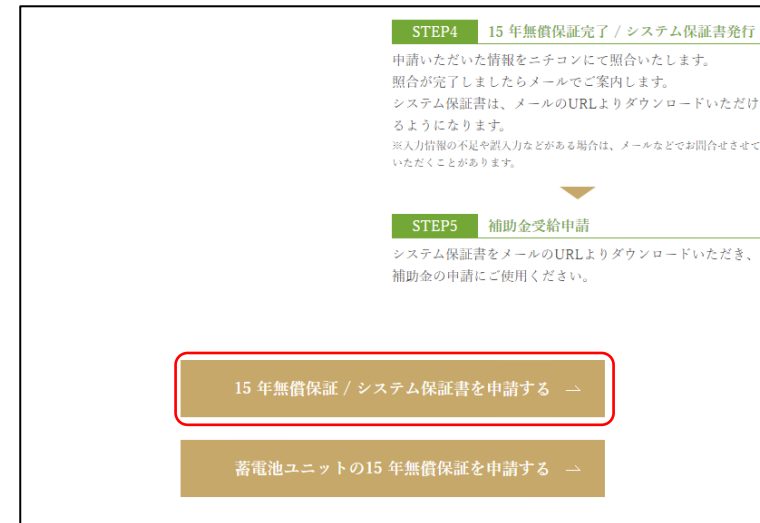 STEP4 15 年無償保証完了 / システム保証書発行
申請いただいた情報をニチコンにて照合いたします。
照合が完了しましたらメールでご案内します。
システム保証書は、メールのURLよりダウンロードいただけ
るようになります。
※入力情報の不足や誤入力などがある場合は、メールなどでお問合せさせて
いただくことがあります。
STEP5 補助金受給申請
システム保証書をメールのURLよりダウンロードいただき、
補助金の申請にご使用ください。
15 年無償保証 / システム保証書を申請する →
蓄電池ユニットの15 年無償保証を申請する →